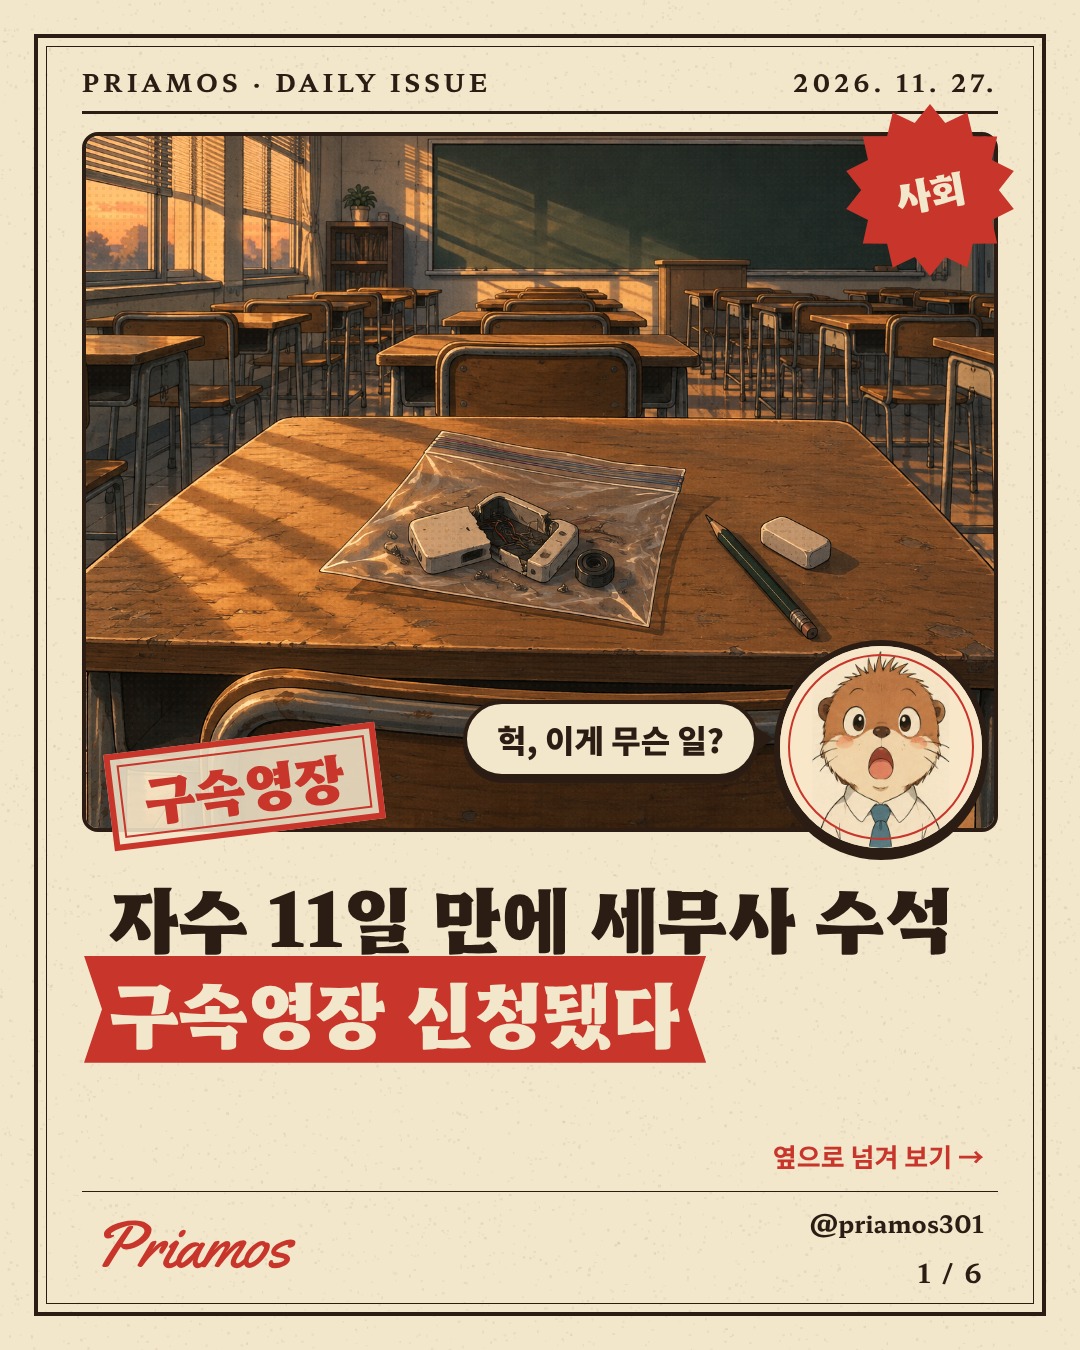 PRIAMOS · DAILY ISSUE
2026. 11. 27.
사회
헉, 이게 무슨 일?
구속영장
자수 11일 만에 세무사 수석
구속영장 신청됐다
옆으로 넘겨 보기 →
Priamos
@priamos301
1 / 6